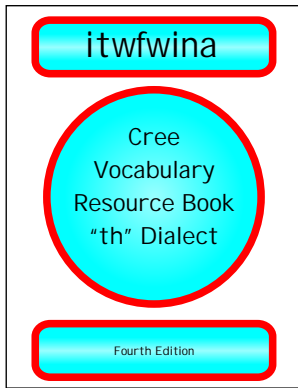 itwfwina
Cree
Vocabulary
Resource Book
“th” Dialect
Fourth Edition